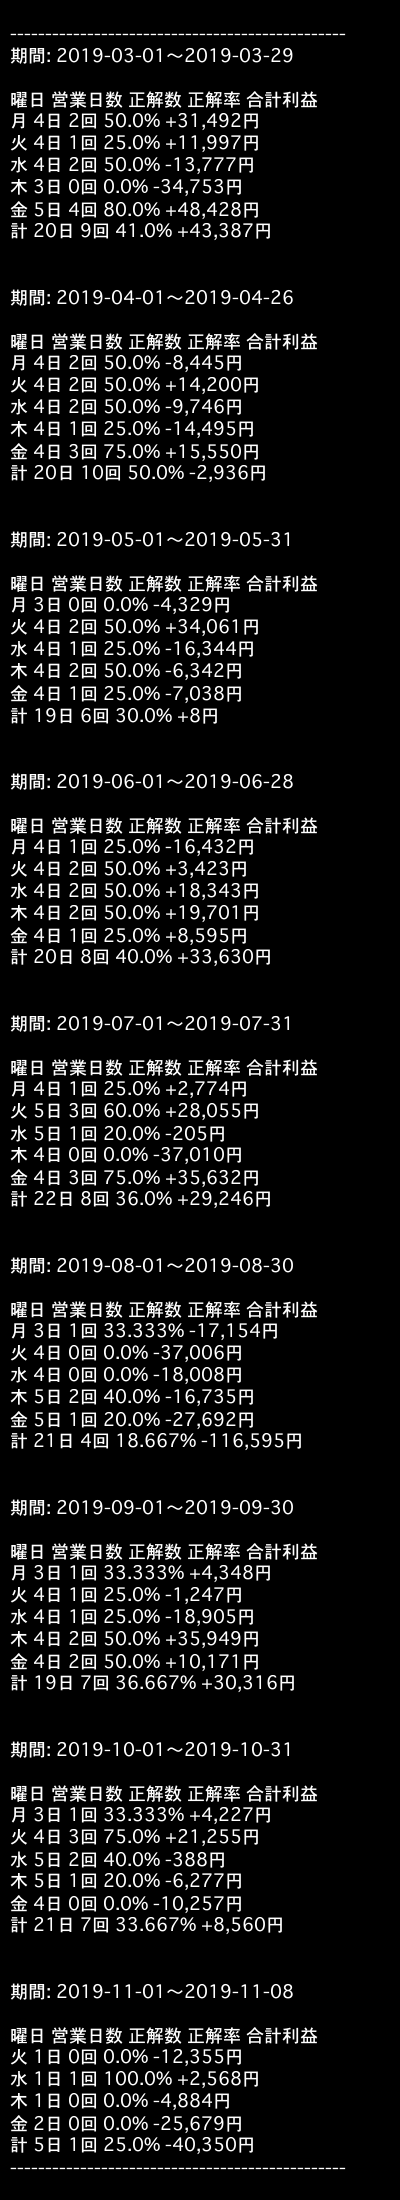 ------------------------------------------------
期間: 2019-03-01〜2019-03-29
曜日 営業日数 正解数 正解率 合計利益
月 4日 2回 50.0% +31,492円
火 4日 1回 25.0% +11,997円
水 4日 2回 50.0% -13,777円
木 3日 0回 0.0% -34,753円
金 5日 4回 80.0% +48,428円
計 20日 9回 41.0% +43,387円
期間: 2019-04-01〜2019-04-26
曜日 営業日数 正解数 正解率 合計利益
月 4日 2回 50.0% -8,445円
火 4日 2回 50.0% +14,200円
水 4日 2回 50.0% -9,746円
木 4日 1回 25.0% -14,495円
金 4日 3回 75.0% +15,550円
計 20日 10回 50.0% -2,936円
期間: 2019-05-01〜2019-05-31
曜日 営業日数 正解数 正解率 合計利益
月 3日 0回 0.0% -4,329円
火 4日 2回 50.0% +34,061円
水 4日 1回 25.0% -16,344円
木 4日 2回 50.0% -6,342円
金 4日 1回 25.0% -7,038円
計 19日 6回 30.0% +8円
期間: 2019-06-01〜2019-06-28
曜日 営業日数 正解数 正解率 合計利益
月 4日 1回 25.0% -16,432円
火 4日 2回 50.0% +3,423円
水 4日 2回 50.0% +18,343円
木 4日 2回 50.0% +19,701円
金 4日 1回 25.0% +8,595円
計 20日 8回 40.0% +33,630円
期間: 2019-07-01〜2019-07-31
曜日 営業日数 正解数 正解率 合計利益
月 4日 1回 25.0% +2,774円
火 5日 3回 60.0% +28,055円
水 5日 1回 20.0% -205円
木 4日 0回 0.0% -37,010円
金 4日 3回 75.0% +35,632円
計 22日 8回 36.0% +29,246円
期間: 2019-08-01〜2019-08-30
曜日 営業日数 正解数 正解率 合計利益
月 3日 1回 33.333% -17,154円
火 4日 0回 0.0% -37,006円
水 4日 0回 0.0% -18,008円
木 5日 2回 40.0% -16,735円
金 5日 1回 20.0% -27,692円
計 21日 4回 18.667% -116,595円
期間: 2019-09-01〜2019-09-30
曜日 営業日数 正解数 正解率 合計利益
月 3日 1回 33.333% +4,348円
火 4日 1回 25.0% -1,247円
水 4日 1回 25.0% -18,905円
木 4日 2回 50.0% +35,949円
金 4日 2回 50.0% +10,171円
計 19日 7回 36.667% +30,316円
期間: 2019-10-01〜2019-10-31
曜日 営業日数 正解数 正解率 合計利益
月 3日 1回 33.333% +4,227円
火 4日 3回 75.0% +21,255円
水 5日 2回 40.0% -388円
木 5日 1回 20.0% -6,277円
金 4日 0回 0.0% -10,257円
計 21日 7回 33.667% +8,560円
期間: 2019-11-01〜2019-11-08
曜日 営業日数 正解数 正解率 合計利益
火 1日 0回 0.0% -12,355円
水 1日 1回 100.0% +2,568円
木 1日 0回 0.0% -4,884円
金 2日 0回 0.0% -25,679円
計 5日 1回 25.0% -40,350円
------------------------------------------------